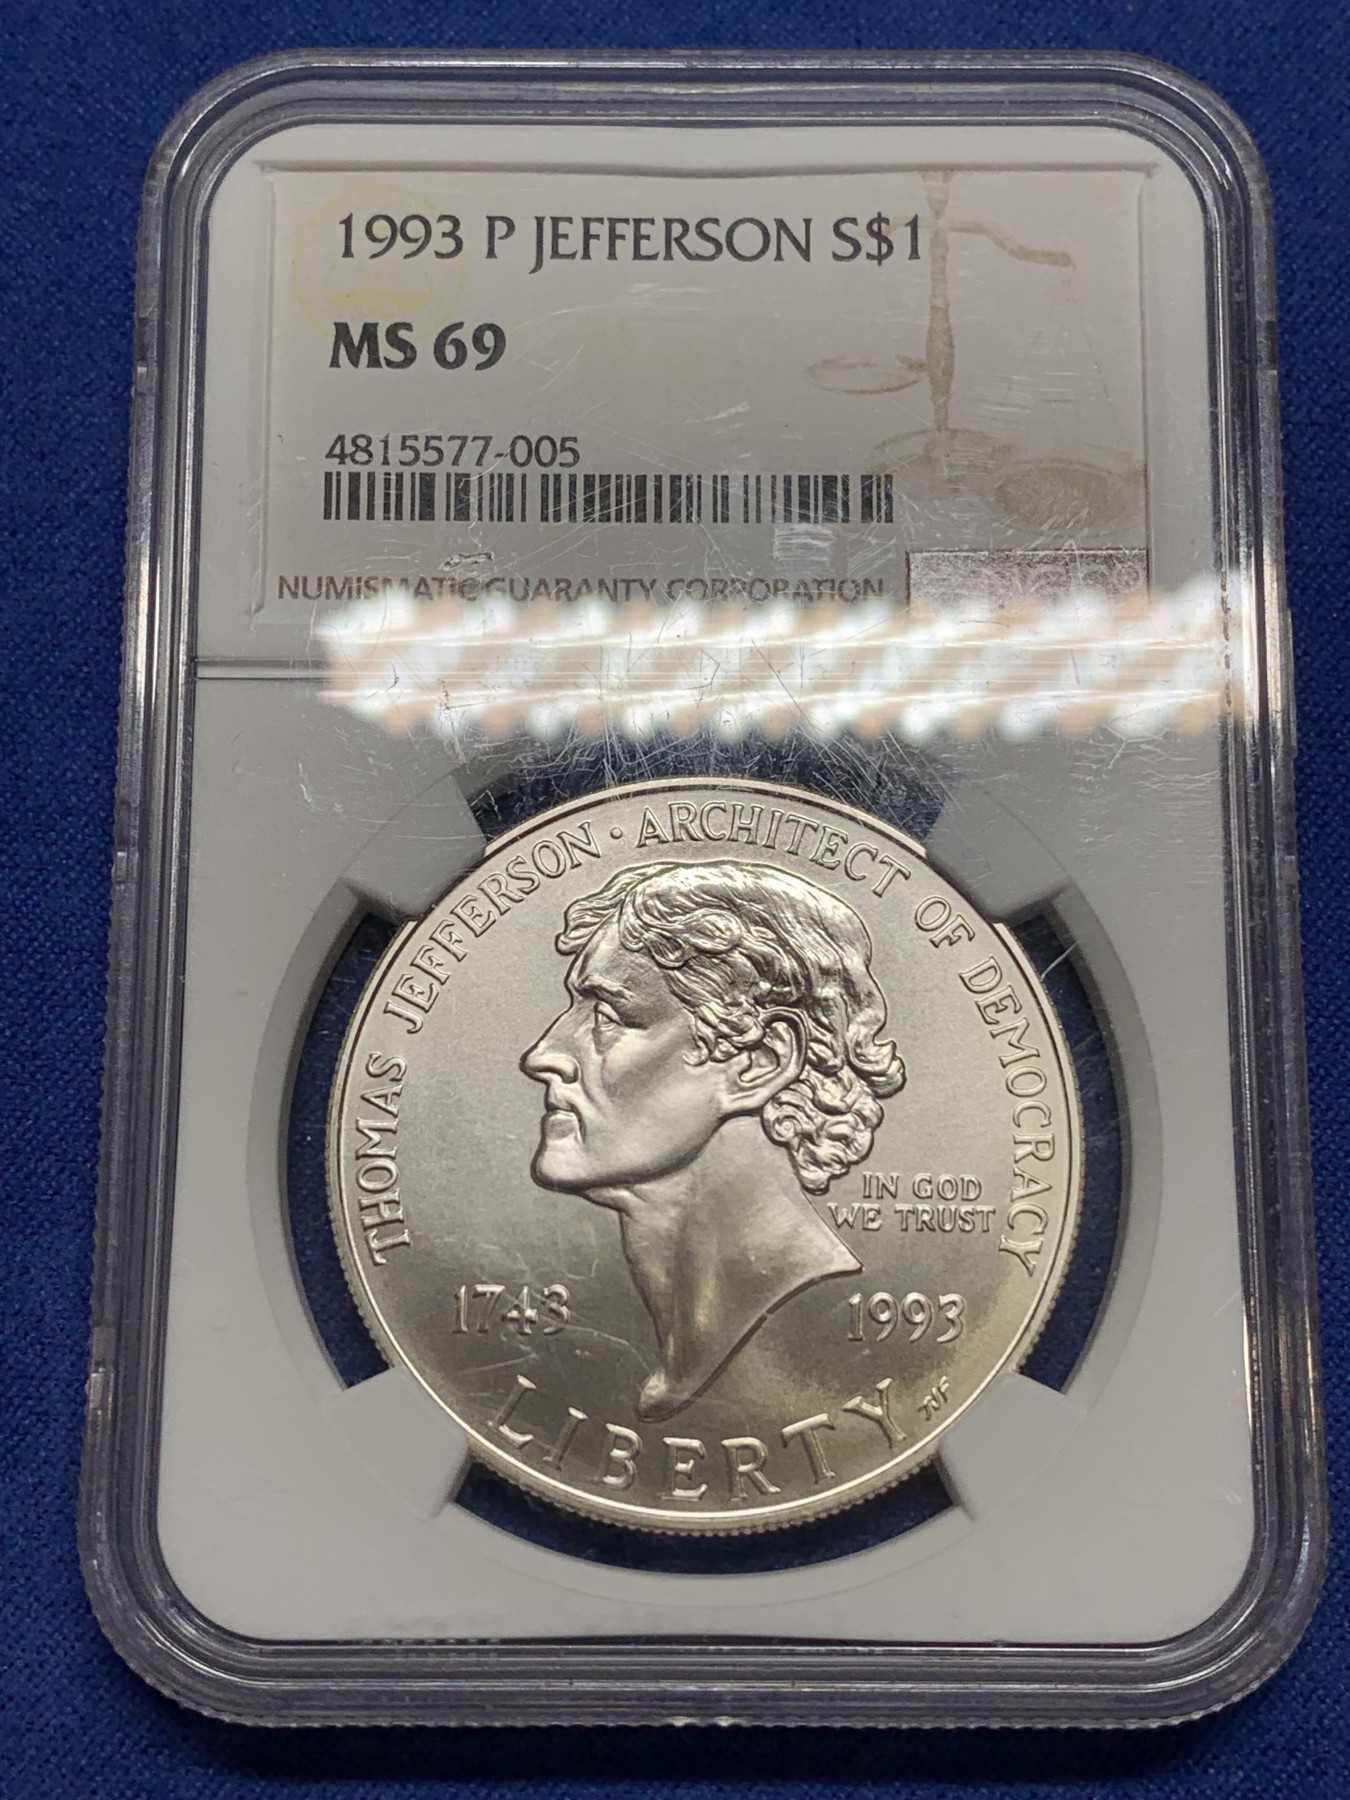 1993 P JEFFERSON S$1
MS 69
4815577-005
NUMISMATIC GUARANTY CORPORATION
THOMAS JEFFERSON · ARCHITECT OF DEMOCRACY
IN GOD
WE TRUST
1743 1993
LIBERTY